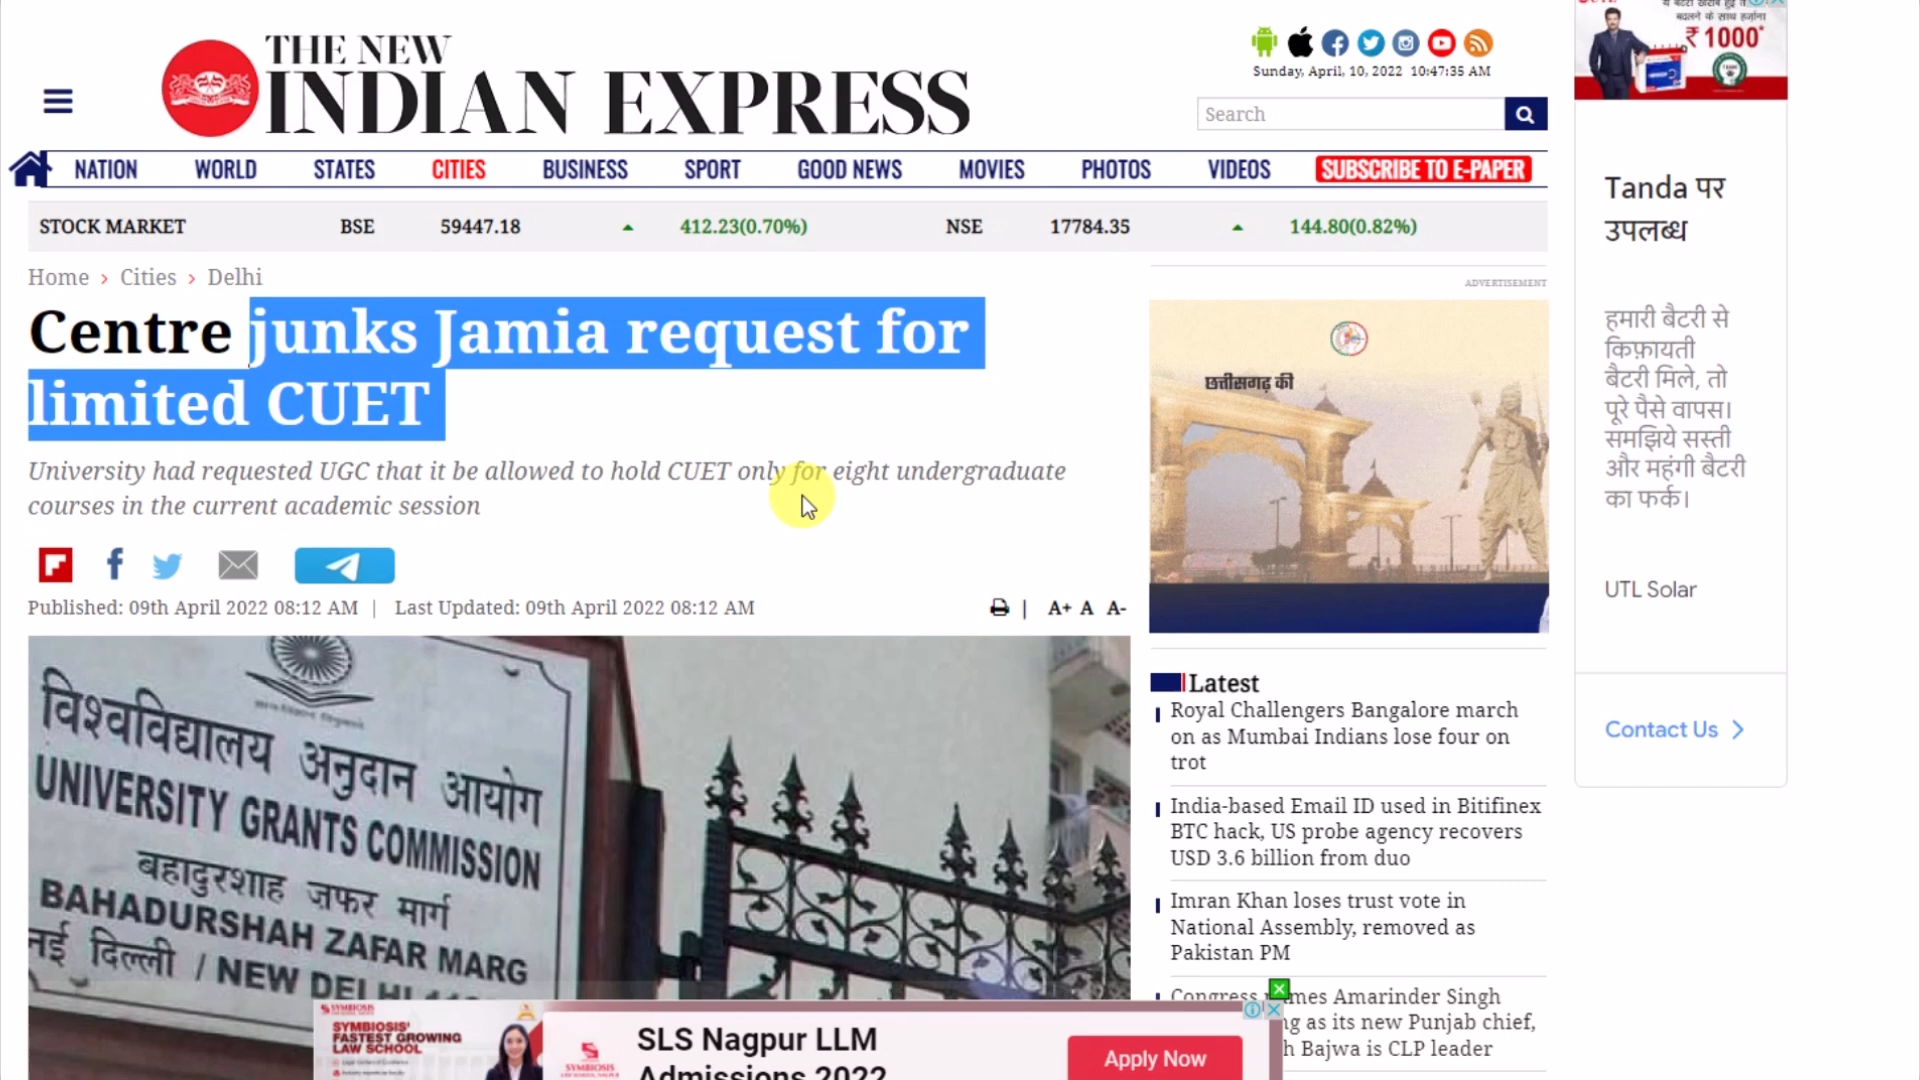 THE NEW
INDIAN EXPRESS
Sunday, April, 10, 2022 10:47:35 AM
Search
NATION WORLD STATES CITIES BUSINESS SPORT GOOD NEWS MOVIES PHOTOS VIDEOS SUBSCRIBE TO E-PAPER
STOCK MARKET BSE 59447.18 412.23(0.70%) NSE 17784.35 144.80(0.82%)
Home > Cities > Delhi
Centre junks Jamia request for
limited CUET
University had requested UGC that it be allowed to hold CUET only for eight undergraduate
courses in the current academic session
Published: 09th April 2022 08:12 AM | Last Updated: 09th April 2022 08:12 AM
A+ A A-
विश्वविद्यालय अनुदान आयोग
UNIVERSITY GRANTS COMMISSION
बहादुरशाह जफर मार्ग
BAHADURSHAH ZAFAR MARG
नई दिल्ली / NEW DELHI
ADVERTISEMENT
छत्तीसगढ़ की
Latest
Royal Challengers Bangalore march
on as Mumbai Indians lose four on
trot
India-based Email ID used in Bitifinex
BTC hack, US probe agency recovers
USD 3.6 billion from duo
Imran Khan loses trust vote in
National Assembly, removed as
Pakistan PM
Congress names Amarinder Singh
as its new Punjab chief,
Bajwa is CLP leader
बदलने के साथ हर्जाना
₹ 1000*
Tanda पर
उपलब्ध
हमारी बैटरी से
किफ़ायती
बैटरी मिले, तो
पूरे पैसे वापस।
समझिये सस्ती
और महंगी बैटरी
का फर्क।
UTL Solar
Contact Us
SYMBIOSIS
SYMBIOSIS'
FASTEST GROWING
LAW SCHOOL
SYMBIOSIS
SLS Nagpur LLM
Admissions 2022
Apply Now